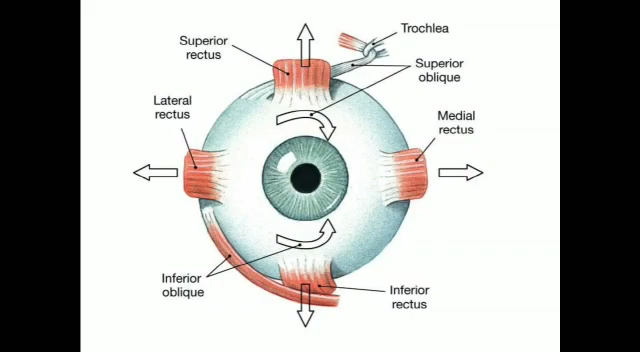 Trochlea
Superior
rectus
Superior
oblique
Lateral
rectus
Medial
rectus
Inferior
oblique
Inferior
rectus